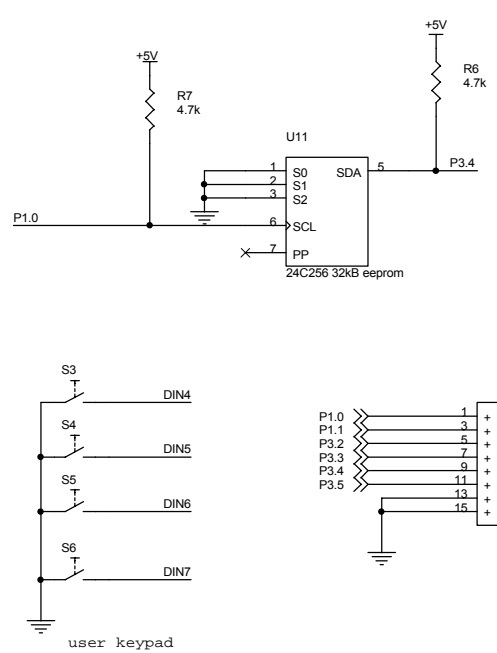 +5V
+5V
R7
4.7k
R6
4.7k
U11
1 S0 SDA 5 P3.4
2 S1
3 S2
P1.0 6 SCL
7 PP
24C256 32kB eeprom
S3
DIN4
S4
DIN5
S5
DIN6
S6
DIN7
user keypad
P1.0 1 +
P1.1 3 +
P3.2 5 +
P3.3 7 +
P3.4 9 +
P3.5 11 +
13 +
15 +